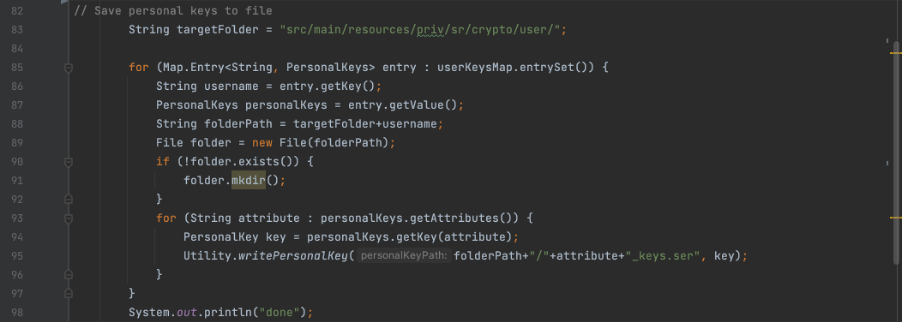 82 // Save personal keys to file
83 String targetFolder = "src/main/resources/priv/sr/crypto/user/";
84
85 for (Map.Entry<String, PersonalKeys> entry : userKeysMap.entrySet()) {
86 String username = entry.getKey();
87 PersonalKeys personalKeys = entry.getValue();
88 String folderPath = targetFolder+username;
89 File folder = new File(folderPath);
90 if (!folder.exists()) {
91 folder.mkdir();
92 }
93 for (String attribute : personalKeys.getAttributes()) {
94 PersonalKey key = personalKeys.getKey(attribute);
95 Utility.writePersonalKey( personalKeyPath: folderPath+"/"+attribute+"_keys.ser", key);
96 }
97 }
98 System.out.println("done");